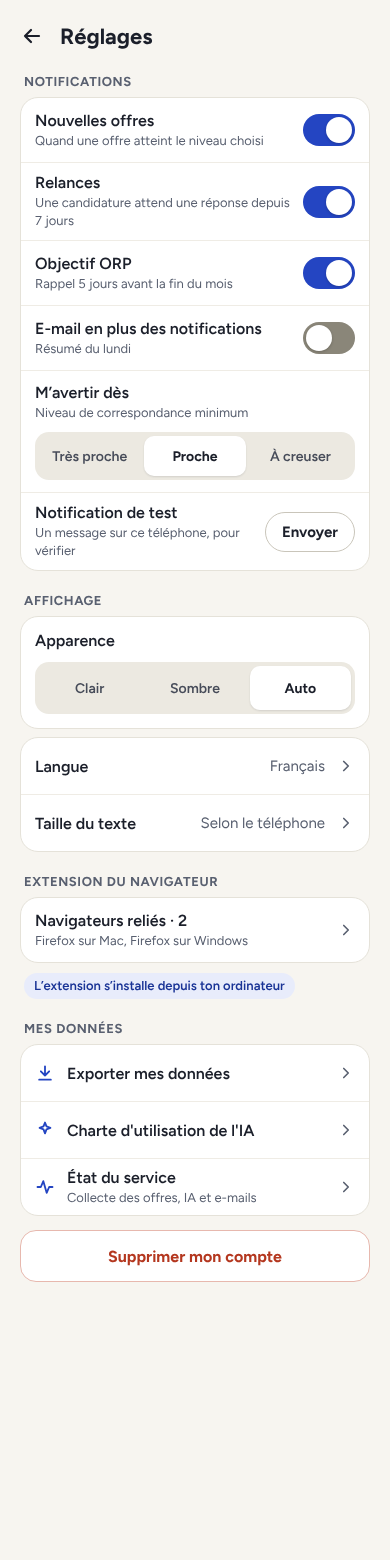 Réglages
NOTIFICATIONS
Nouvelles offres
Quand une offre atteint le niveau choisi
Relances
Une candidature attend une réponse depuis
7 jours
Objectif ORP
Rappel 5 jours avant la fin du mois
E-mail en plus des notifications
Résumé du lundi
M’avertir dès
Niveau de correspondance minimum
Très proche Proche À creuser
Notification de test
Un message sur ce téléphone, pour
vérifier
Envoyer
AFFICHAGE
Apparence
Clair Sombre Auto
Langue Français
Taille du texte Selon le téléphone
EXTENSION DU NAVIGATEUR
Navigateurs reliés · 2
Firefox sur Mac, Firefox sur Windows
L’extension s’installe depuis ton ordinateur
MES DONNÉES
Exporter mes données
Charte d'utilisation de l'IA
État du service
Collecte des offres, IA et e-mails
Supprimer mon compte